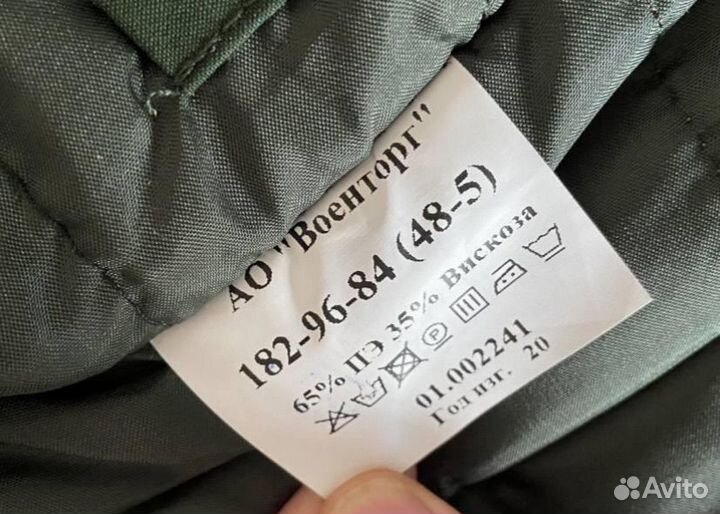 АО "Военторг"
182-96-84 (48-5)
65% ПЭ 35% Вискоза
01.002241
Год изг. 20
Avito